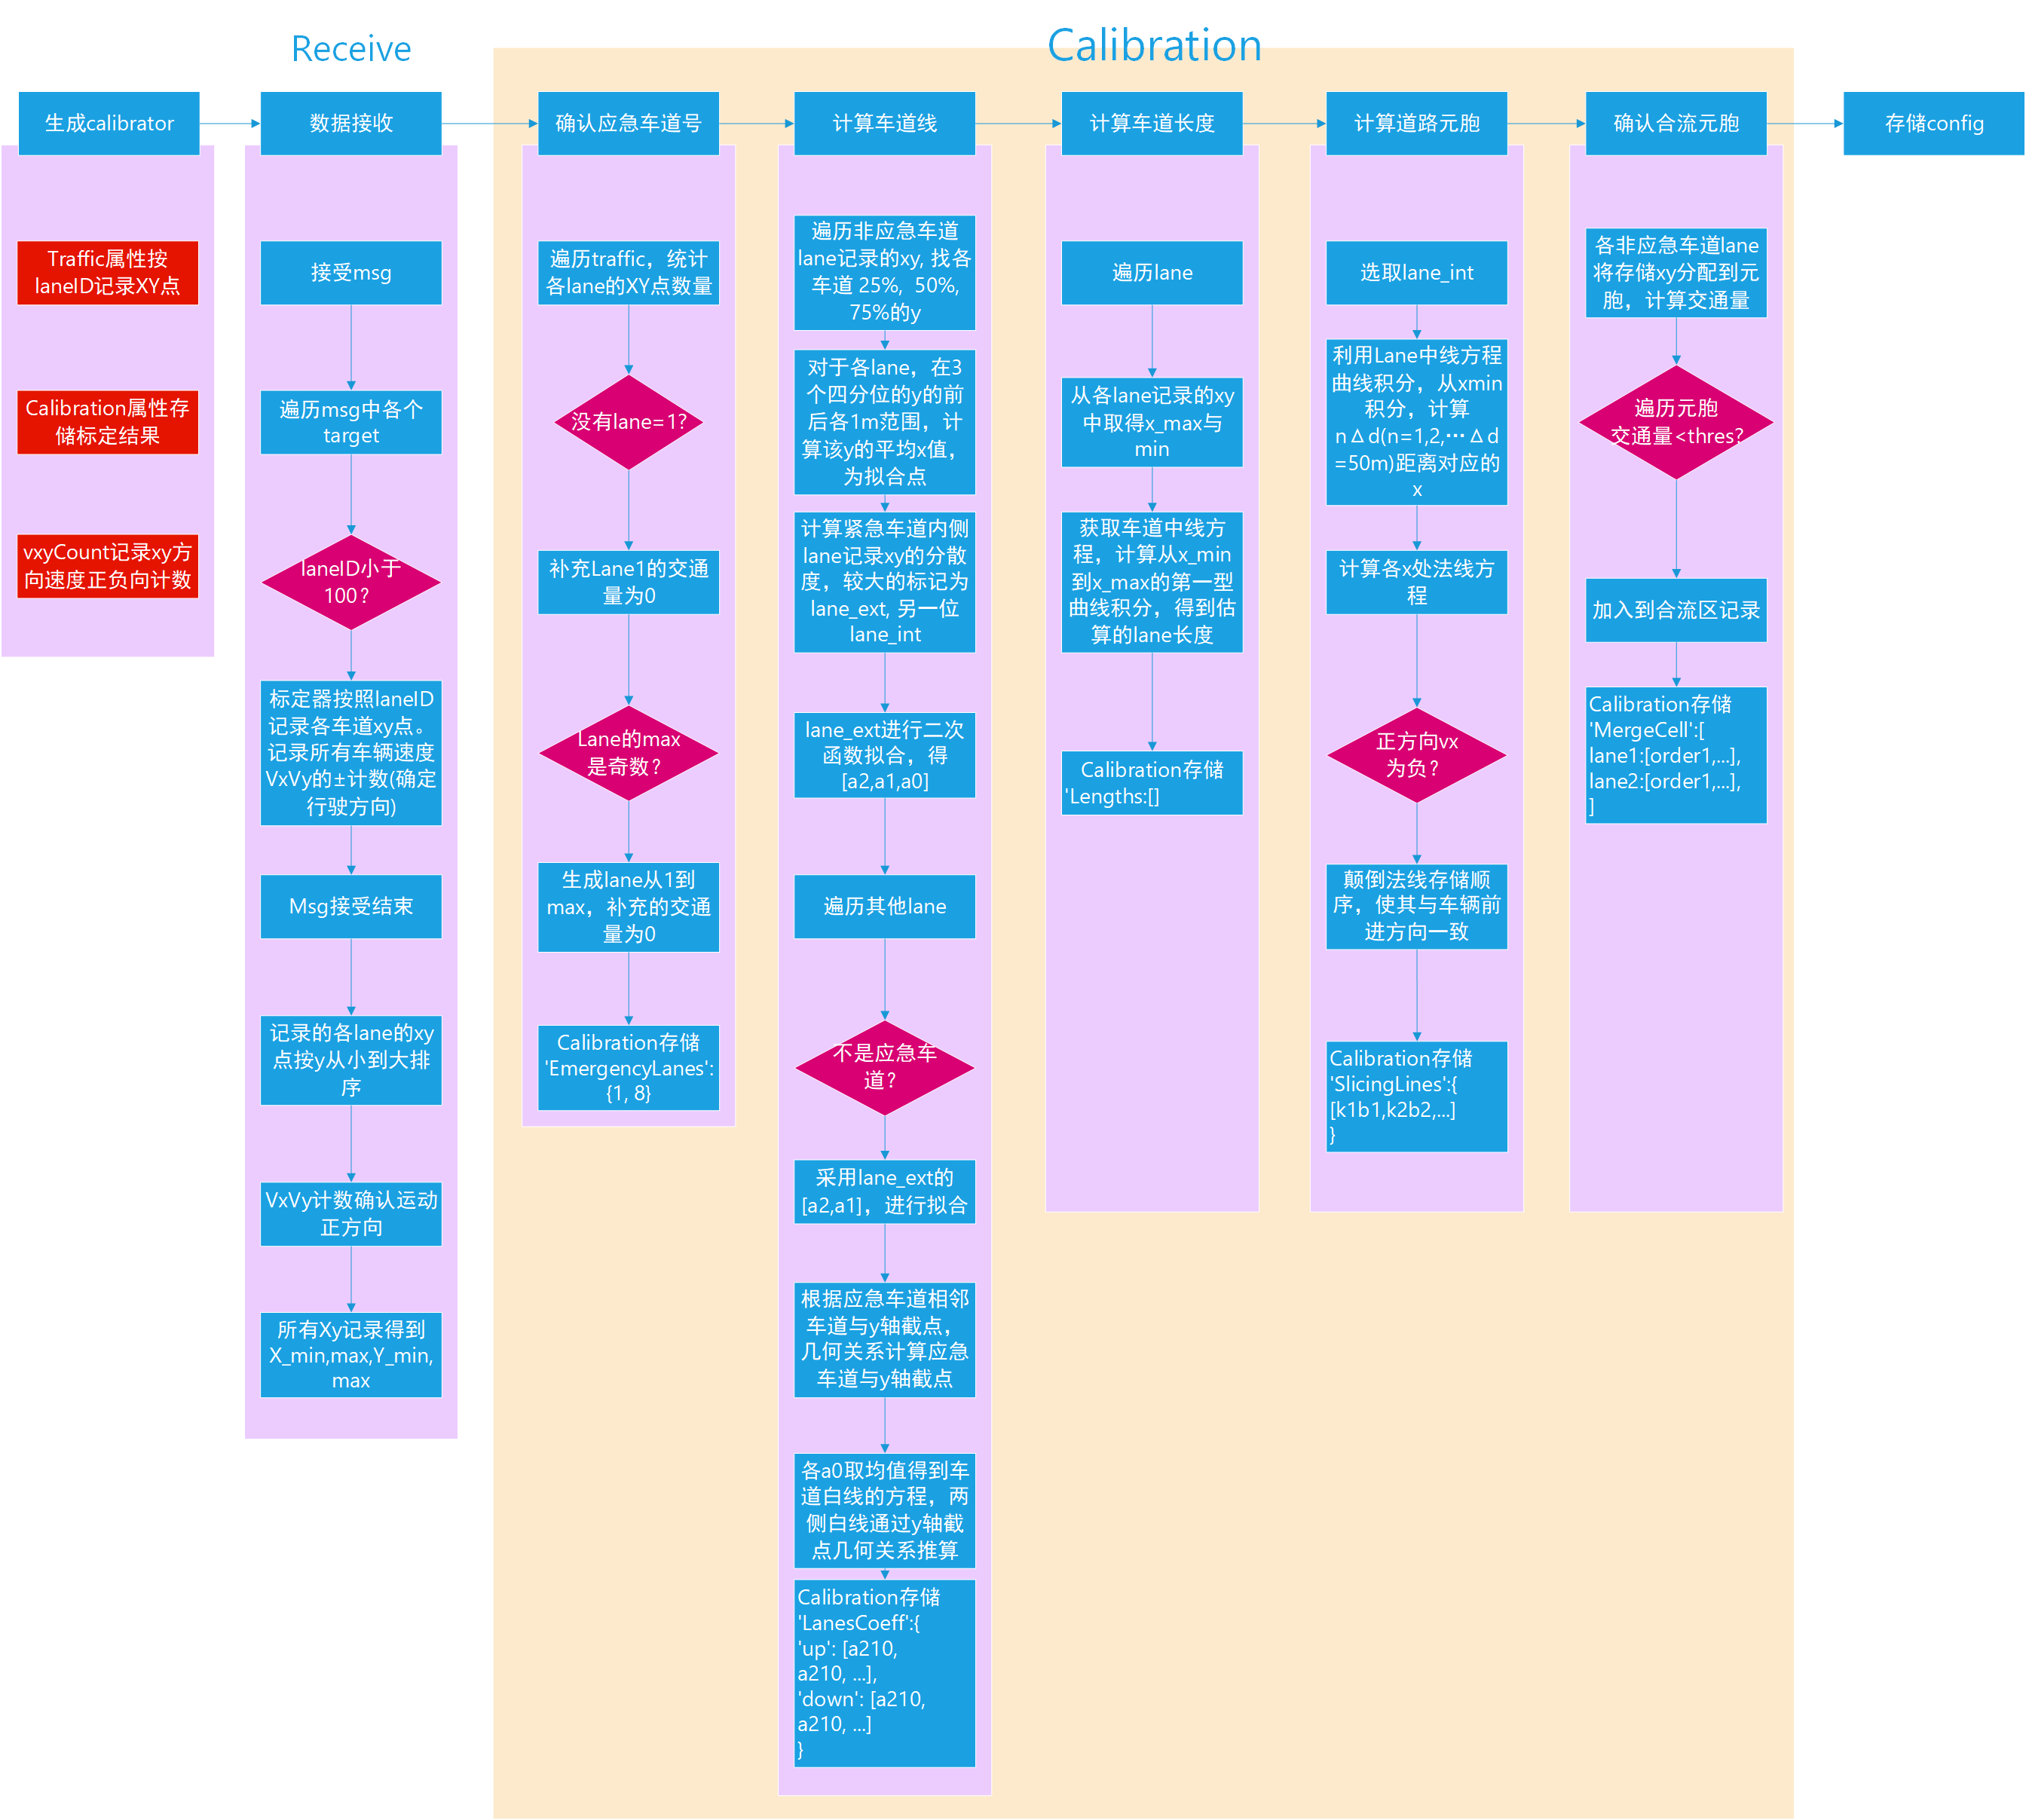 Receive
Calibration
生成calibrator
数据接收
确认应急车道号
计算车道线
计算车道长度
计算道路元胞
确认合流元胞
存储config
Traffic属性按
laneID记录XY点
Calibration属性存
储标定结果
vxyCount记录xy方
向速度正负向计数
接受msg
遍历msg中各个
target
laneID小于
100？
标定器按照laneID
记录各车道xy点。
记录所有车辆速度
VxVy的±计数(确定
行驶方向)
Msg接受结束
记录的各lane的xy
点按y从小到大排
序
VxVy计数确认运动
正方向
所有Xy记录得到
X_min,max,Y_min,
max
遍历traffic，统计
各lane的XY点数量
没有lane=1?
补充Lane1的交通
量为0
Lane的max
是奇数？
生成lane从1到
max，补充的交通
量为0
Calibration存储
'EmergencyLanes':
{1, 8}
遍历非应急车道
lane记录的xy, 找各
车道 25%, 50%,
75%的y
对于各lane，在3
个四分位的y的前
后各1m范围，计
算该y的平均x值，
为拟合点
计算紧急车道内侧
lane记录xy的分散
度，较大的标记为
lane_ext, 另一位
lane_int
lane_ext进行二次
函数拟合，得
[a2,a1,a0]
遍历其他lane
不是应急车
道？
采用lane_ext的
[a2,a1]，进行拟合
根据应急车道相邻
车道与y轴截点，
几何关系计算应急
车道与y轴截点
各a0取均值得到车
道白线的方程，两
侧白线通过y轴截
点几何关系推算
Calibration存储
'LanesCoeff':{
'up': [a210,
a210, ...],
'down': [a210,
a210, ...]
}
遍历lane
从各lane记录的xy
中取得x_max与
min
获取车道中线方
程，计算从x_min
到x_max的第一型
曲线积分，得到估
算的lane长度
Calibration存储
'Lengths:[]
选取lane_int
利用Lane中线方程
曲线积分，从xmin
积分，计算
nΔd(n=1,2,…Δd
=50m)距离对应的
x
计算各x处法线方
程
正方向vx
为负？
颠倒法线存储顺
序，使其与车辆前
进方向一致
Calibration存储
'SlicingLines':{
[k1b1,k2b2,...]
}
各非应急车道lane
将存储xy分配到元
胞，计算交通量
遍历元胞
交通量<thres?
加入到合流区记录
Calibration存储
'MergeCell':[
lane1:[order1,...],
lane2:[order1,...],
]